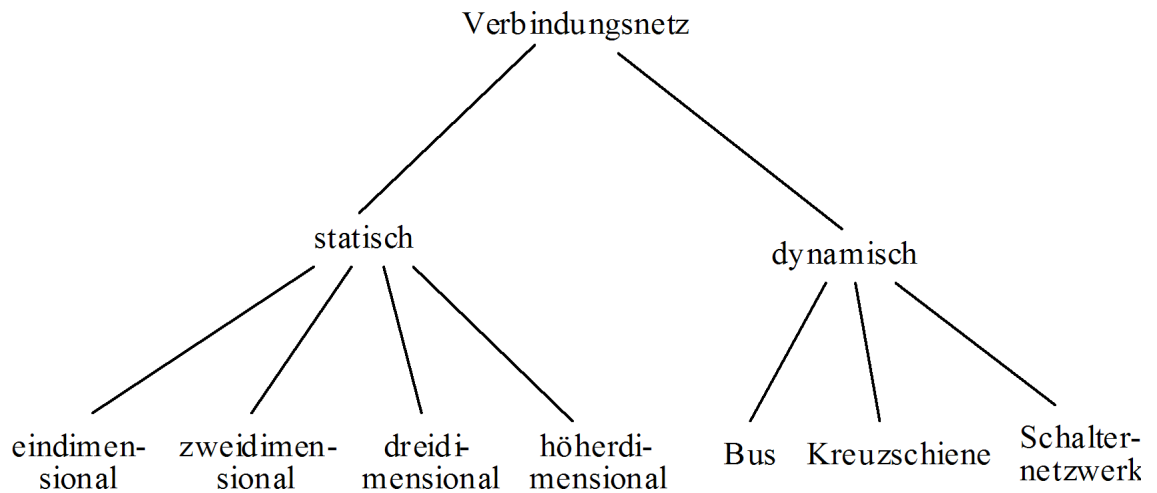 Verbindungsnetz
statisch
dynamisch
eindimen-
sional
zweidimen-
sional
dreidi-
mensional
höherdi-
mensional
Bus
Kreuzschiene
Schalter-
netzwerk